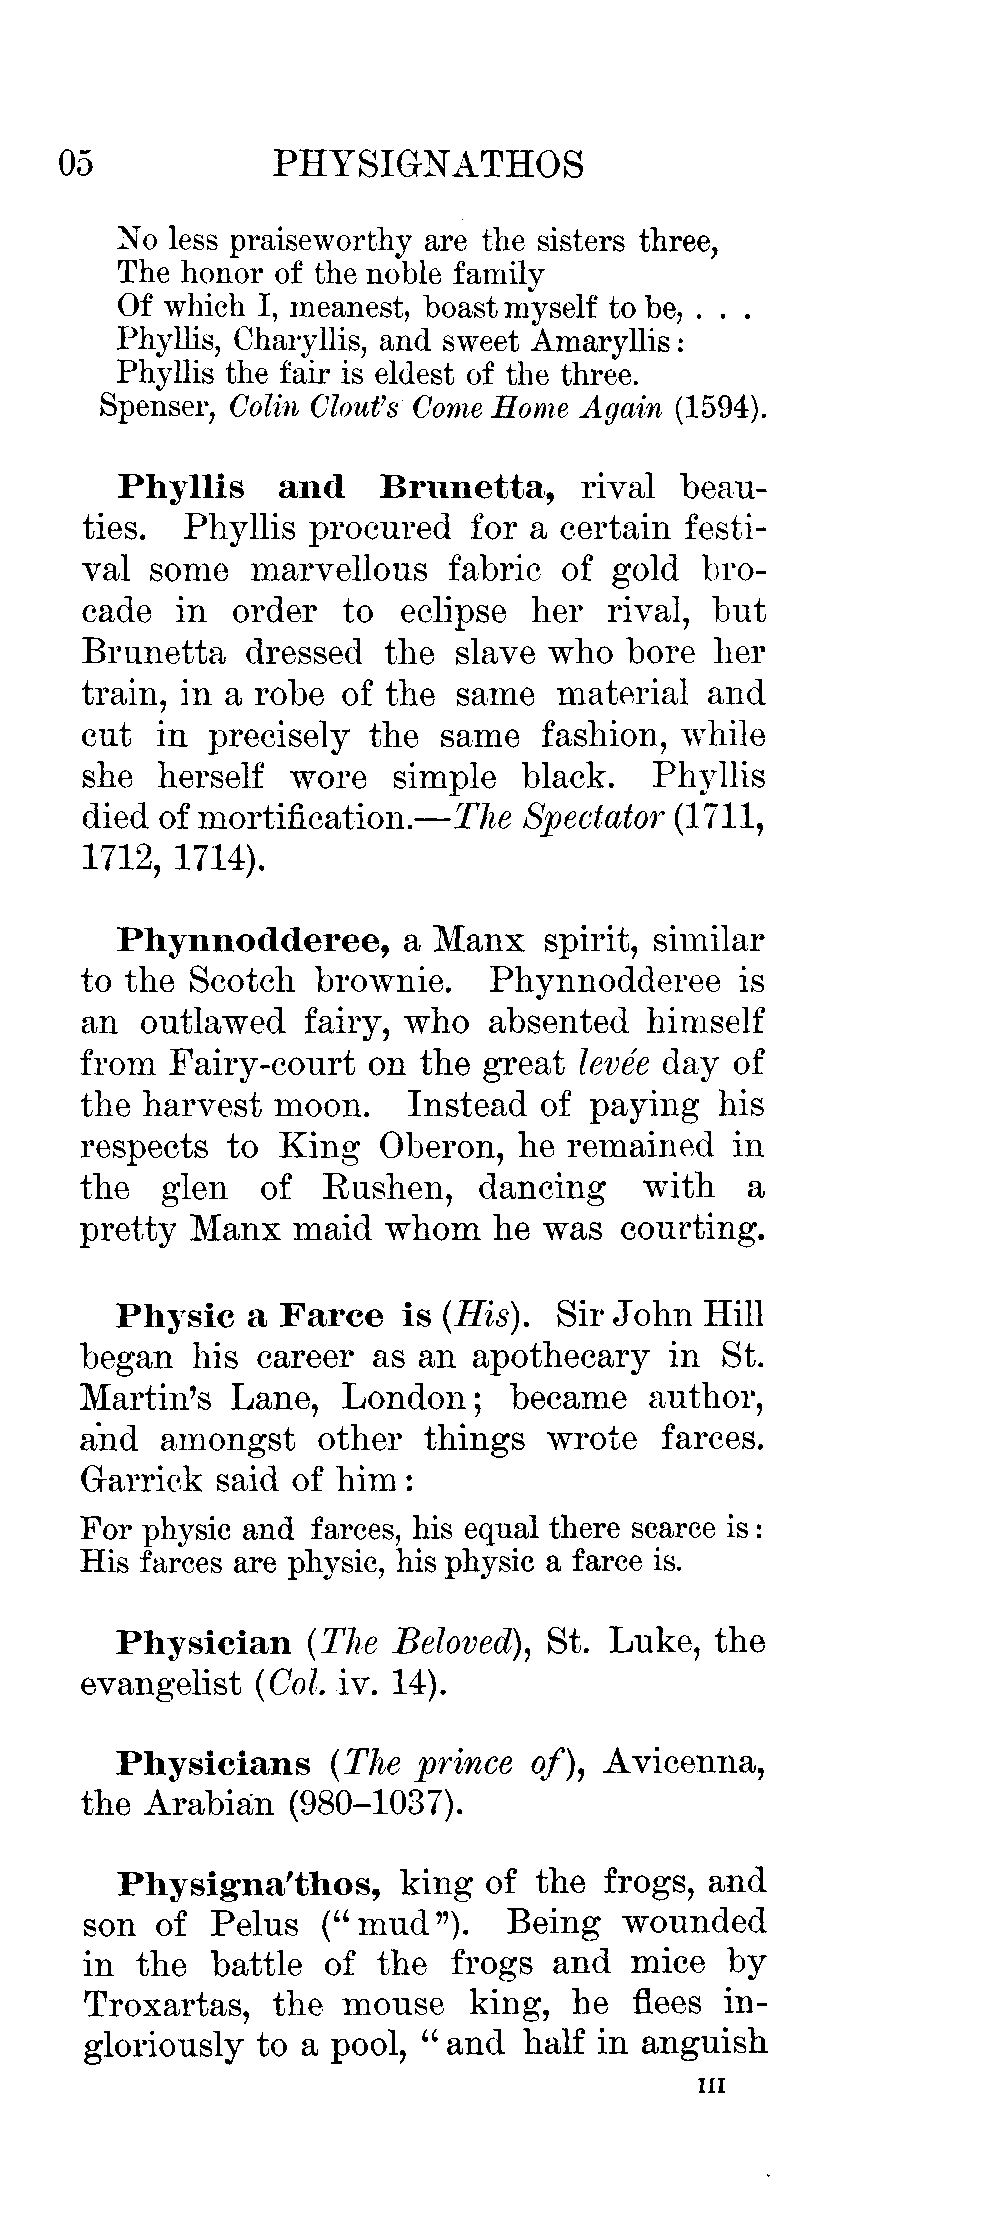 05 PHYSIGNATHOS
No less praiseworthy are the sisters three,
The honor of the noble family
Of which I, meanest, boast myself to be, . . .
Phyllis, Charyllis, and sweet Amaryllis:
Phyllis the fair is eldest of the three.
Spenser, Colin Clout's Come Home Again (1594).
Phyllis and Brunetta, rival beau-
ties. Phyllis procured for a certain festi-
val some marvellous fabric of gold bro-
cade in order to eclipse her rival, but
Brunetta dressed the slave who bore her
train, in a robe of the same material and
cut in precisely the same fashion, while
she herself wore simple black. Phyllis
died of mortification.—The Spectator (1711,
1712, 1714).
Phynnodderee, a Manx spirit, similar
to the Scotch brownie. Phynnodderee is
an outlawed fairy, who absented himself
from Fairy-court on the great levée day of
the harvest moon. Instead of paying his
respects to King Oberon, he remained in
the glen of Rushen, dancing with a
pretty Manx maid whom he was courting.
Physic a Farce is (His). Sir John Hill
began his career as an apothecary in St.
Martin's Lane, London; became author,
and amongst other things wrote farces.
Garrick said of him:
For physic and farces, his equal there scarce is:
His farces are physic, his physic a farce is.
Physician (The Beloved), St. Luke, the
evangelist (Col. iv. 14).
Physicians (The prince of), Avicenna,
the Arabian (980–1037).
Physigna'thos, king of the frogs, and
son of Pelus ("mud"). Being wounded
in the battle of the frogs and mice by
Troxartas, the mouse king, he flees in-
gloriously to a pool, "and half in anguish
III